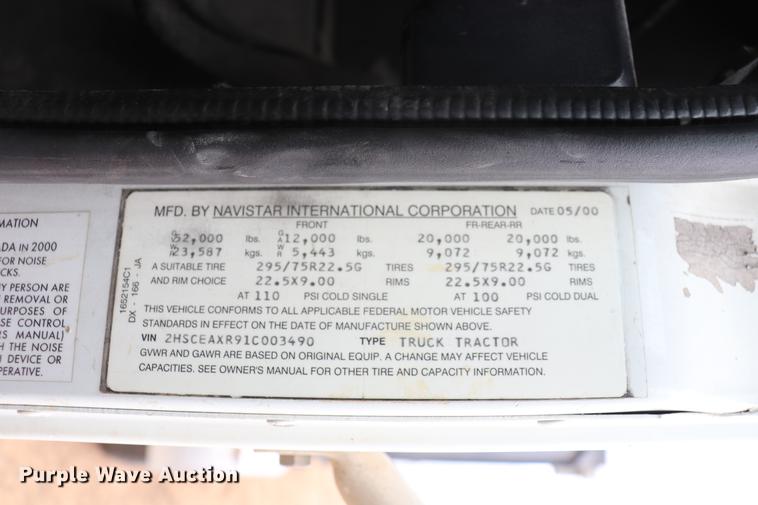 RMATION
ADA IN 2000
FOR NOISE
CKS.
NY PERSON ARE
REMOVAL OR
SE CONTROL
RS MANUAL)
TH THE NOISE
H DEVICE OR
PERATIVE.
1652154C1
DX - 166 - JA
MFD. BY NAVISTAR INTERNATIONAL CORPORATION DATE 05/00
FRONT FR-REAR-RR
GVWR 52,000 lbs. GAWR 12,000 lbs. 20,000 20,000 lbs.
23,587 kgs. 5,443 kgs. 9,072 9,072 kgs.
A SUITABLE TIRE 295/75R22.5G TIRES 295/75R22.5G TIRES
AND RIM CHOICE 22.5X9.00 RIMS 22.5X9.00 RIMS
AT 110 PSI COLD SINGLE AT 100 PSI COLD DUAL
THIS VEHICLE CONFORMS TO ALL APPLICABLE FEDERAL MOTOR VEHICLE SAFETY
STANDARDS IN EFFECT ON THE DATE OF MANUFACTURE SHOWN ABOVE.
VIN 2HSCEAXR91C003490 TYPE TRUCK TRACTOR
GVWR AND GAWR ARE BASED ON ORIGINAL EQUIP. A CHANGE MAY AFFECT VEHICLE
CAPACITIES. SEE OWNER'S MANUAL FOR OTHER TIRE AND CAPACITY INFORMATION.
Purple Wave Auction